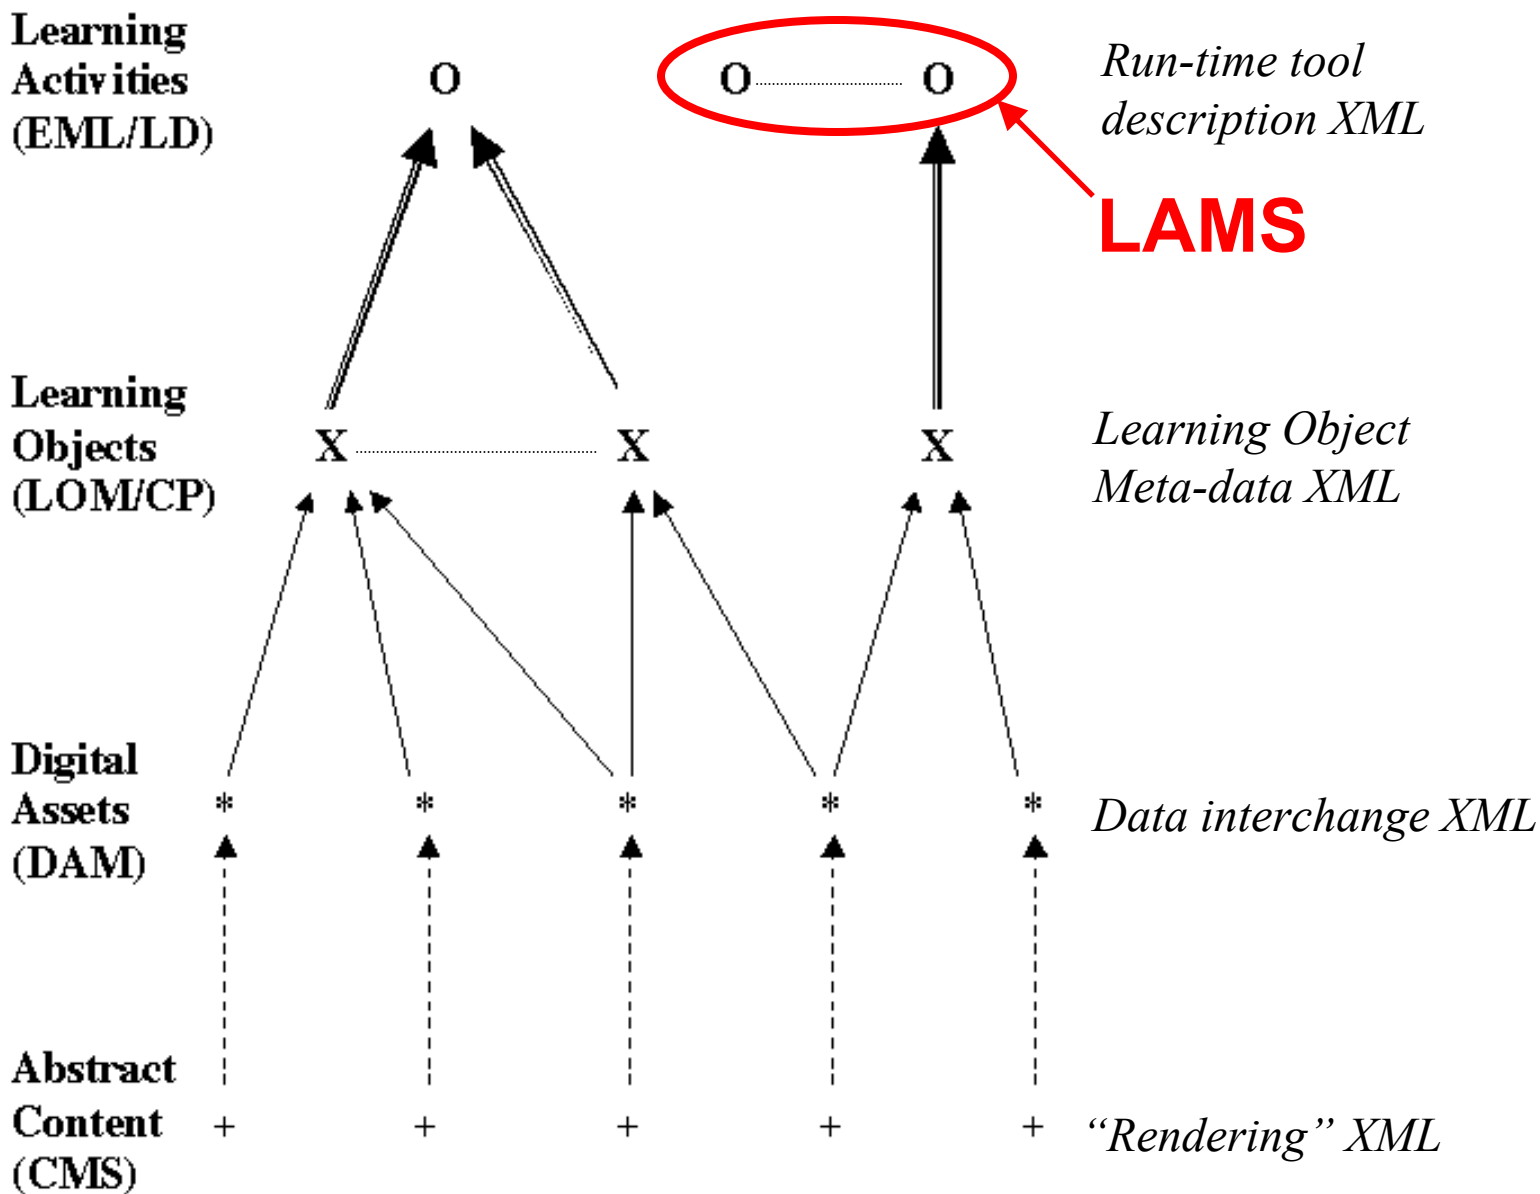 Learning
Activities
(EML/LD)
O
O
O
Run-time tool
description XML
LAMS
Learning
Objects
(LOM/CP)
X
X
X
Learning Object
Meta-data XML
Digital
Assets
(DAM)
* * * * *
Data interchange XML
Abstract
Content
(CMS)
+ + + + +
“Rendering” XML